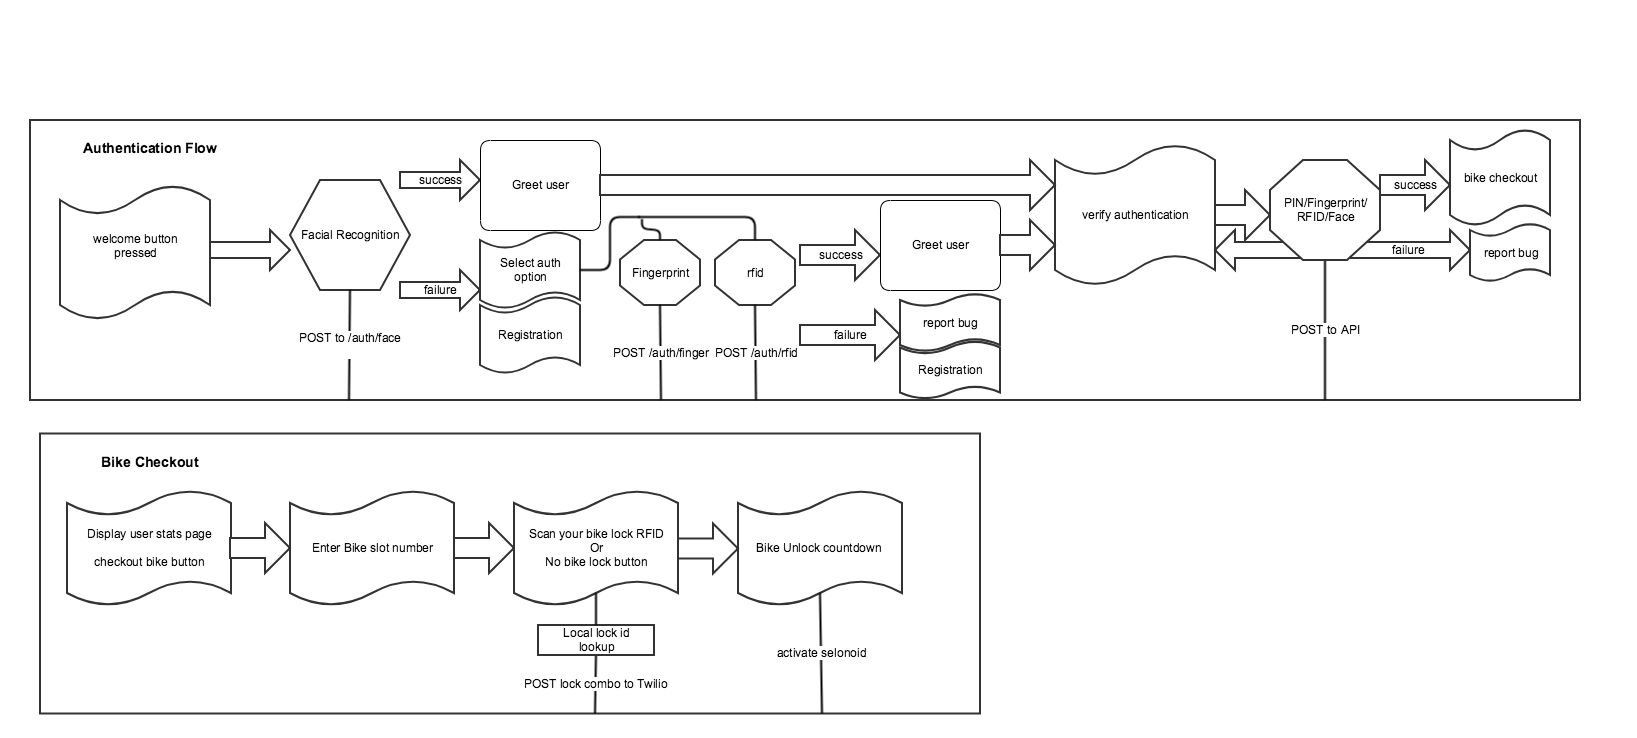 Authentication Flow
welcome button
pressed
Facial Recognition
POST to /auth/face
success
Greet user
failure
Select auth
option
Registration
Fingerprint
POST /auth/finger
rfid
POST /auth/rfid
success
Greet user
failure
report bug
Registration
verify authentication
PIN/Fingerprint/
RFID/Face
POST to API
success
bike checkout
failure
report bug
Bike Checkout
Display user stats page
checkout bike button
Enter Bike slot number
Scan your bike lock RFID
Or
No bike lock button
Local lock id
lookup
POST lock combo to Twilio
Bike Unlock countdown
activate selonoid